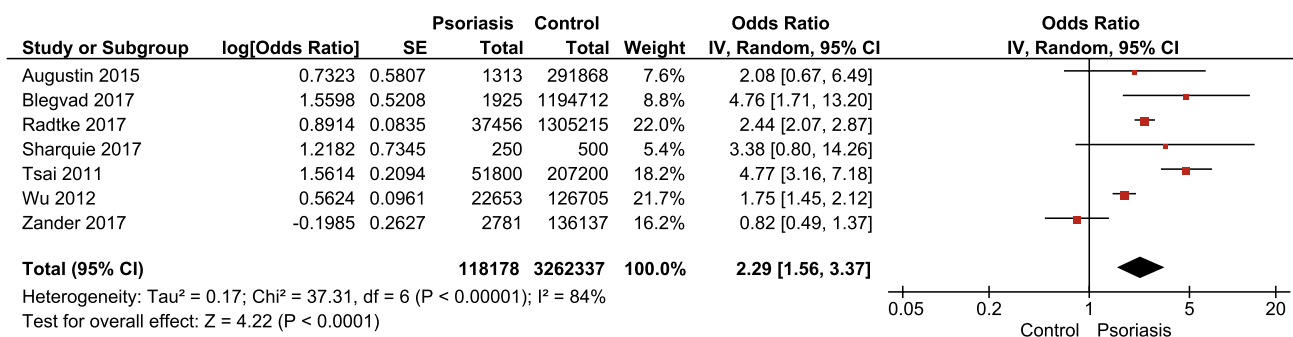 Psoriasis Control Odds Ratio Odds Ratio
Study or Subgroup log[Odds Ratio] SE Total Total Weight IV, Random, 95% CI IV, Random, 95% CI
Augustin 2015 0.7323 0.5807 1313 291868 7.6% 2.08 [0.67, 6.49]
Blegvad 2017 1.5598 0.5208 1925 1194712 8.8% 4.76 [1.71, 13.20]
Radtke 2017 0.8914 0.0835 37456 1305215 22.0% 2.44 [2.07, 2.87]
Sharquie 2017 1.2182 0.7345 250 500 5.4% 3.38 [0.80, 14.26]
Tsai 2011 1.5614 0.2094 51800 207200 18.2% 4.77 [3.16, 7.18]
Wu 2012 0.5624 0.0961 22653 126705 21.7% 1.75 [1.45, 2.12]
Zander 2017 -0.1985 0.2627 2781 136137 16.2% 0.82 [0.49, 1.37]
Total (95% CI) 118178 3262337 100.0% 2.29 [1.56, 3.37]
Heterogeneity: Tau² = 0.17; Chi² = 37.31, df = 6 (P < 0.00001); I² = 84%
Test for overall effect: Z = 4.22 (P < 0.0001)
0.05 0.2 1 5 20
Control Psoriasis